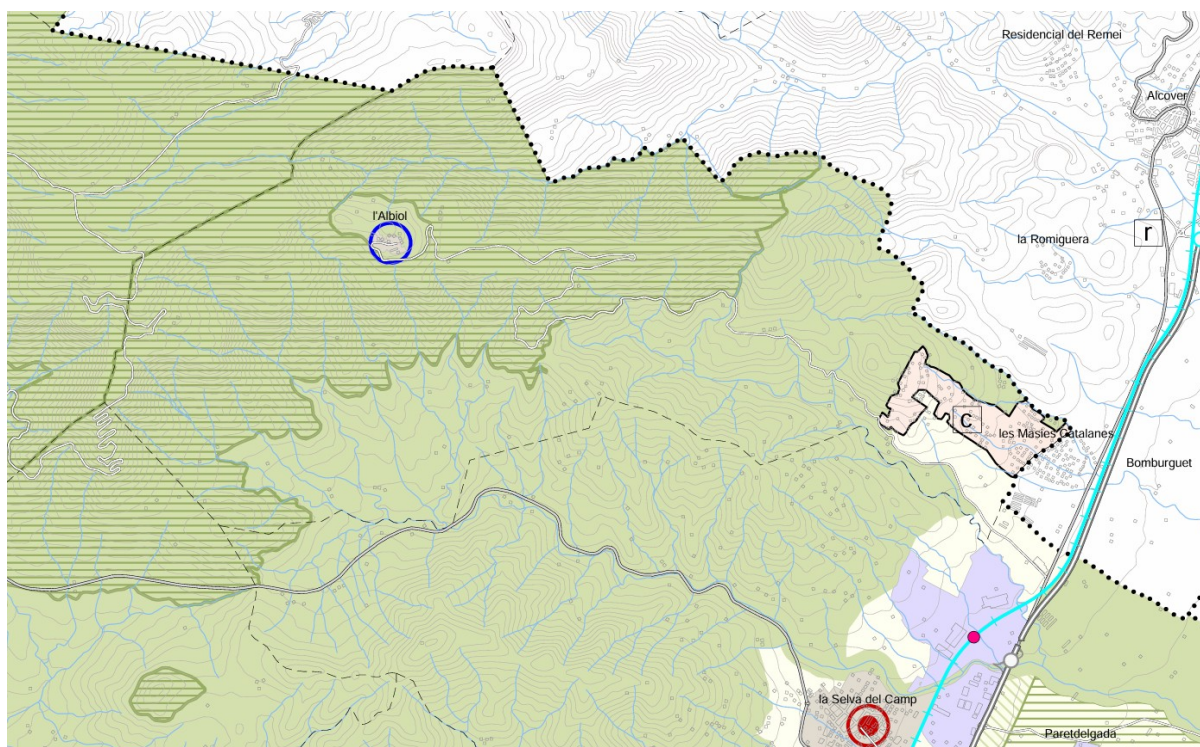 Residencial del Remei
Alcover
l'Albiol
la Romiguera
r
C
les Masies Catalanes
Bomburguet
la Selva del Camp
Paretdelgada